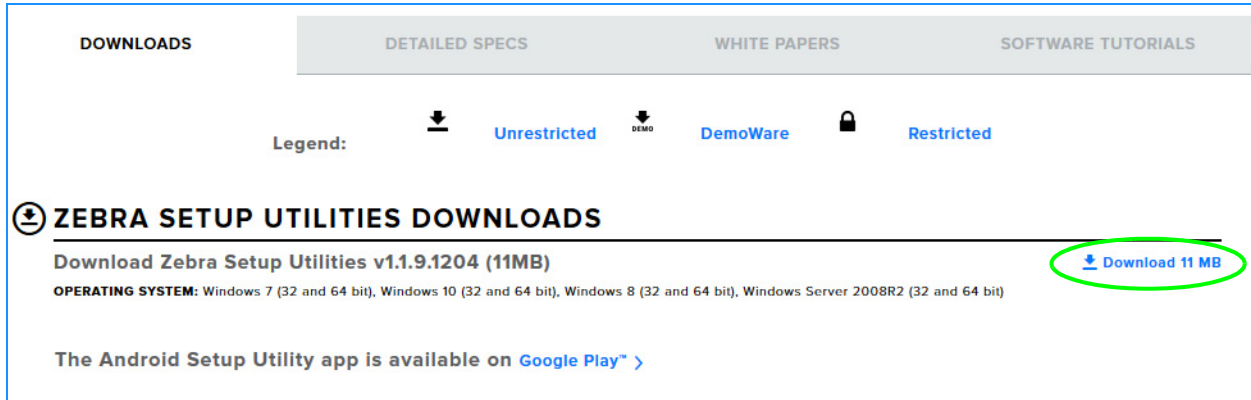 DOWNLOADS DETAILED SPECS WHITE PAPERS SOFTWARE TUTORIALS
Legend: Unrestricted DEMO DemoWare Restricted
ZEBRA SETUP UTILITIES DOWNLOADS
Download Zebra Setup Utilities v1.1.9.1204 (11MB) Download 11 MB
OPERATING SYSTEM: Windows 7 (32 and 64 bit), Windows 10 (32 and 64 bit), Windows 8 (32 and 64 bit), Windows Server 2008R2 (32 and 64 bit)
The Android Setup Utility app is available on Google Play™ >